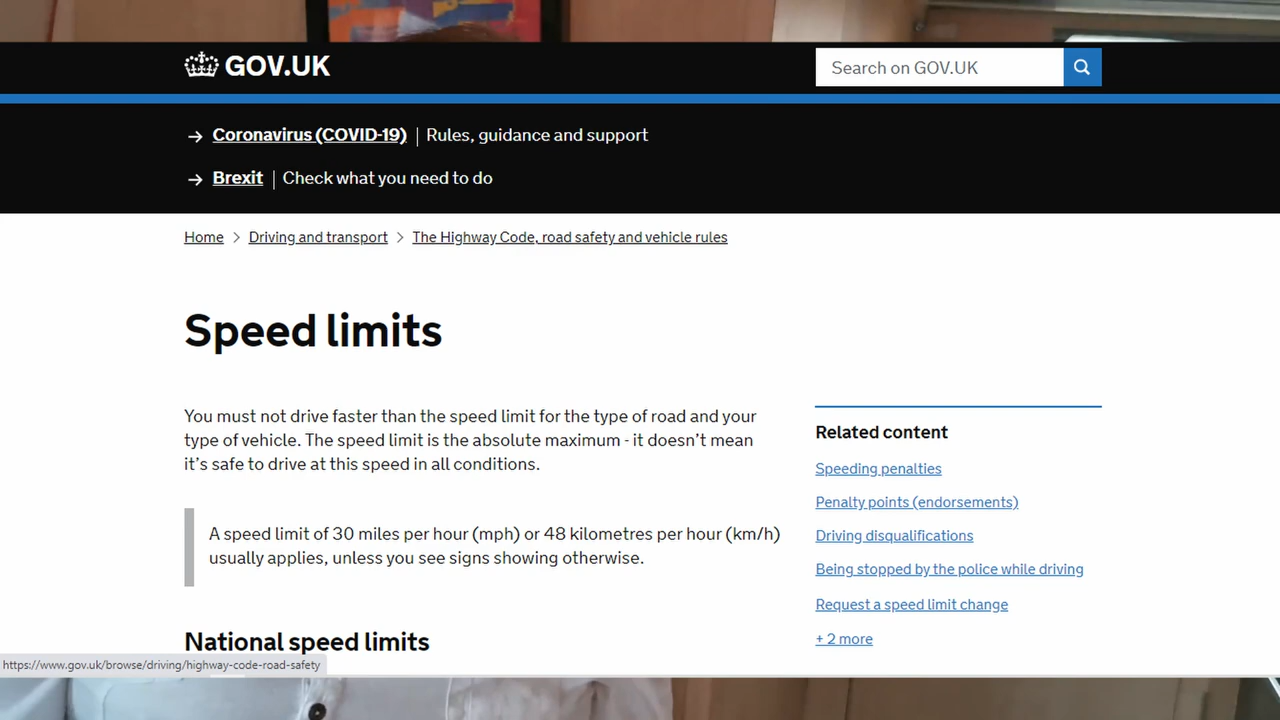 GOV.UK
Search on GOV.UK
→ Coronavirus (COVID-19) | Rules, guidance and support
→ Brexit | Check what you need to do
Home > Driving and transport > The Highway Code, road safety and vehicle rules
Speed limits
You must not drive faster than the speed limit for the type of road and your
type of vehicle. The speed limit is the absolute maximum - it doesn’t mean
it’s safe to drive at this speed in all conditions.
A speed limit of 30 miles per hour (mph) or 48 kilometres per hour (km/h)
usually applies, unless you see signs showing otherwise.
National speed limits
Related content
Speeding penalties
Penalty points (endorsements)
Driving disqualifications
Being stopped by the police while driving
Request a speed limit change
+ 2 more
https://www.gov.uk/browse/driving/highway-code-road-safety